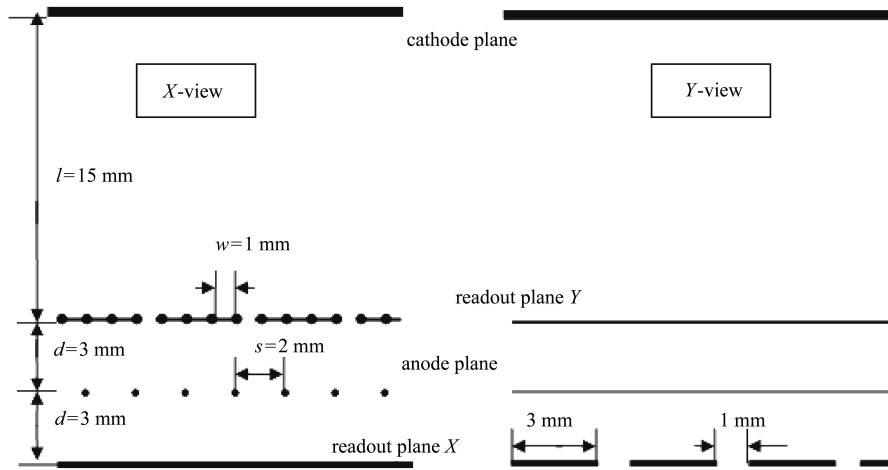 cathode plane
X-view
Y-view
l=15 mm
w=1 mm
readout plane Y
d=3 mm
s=2 mm
anode plane
d=3 mm
3 mm
1 mm
readout plane X